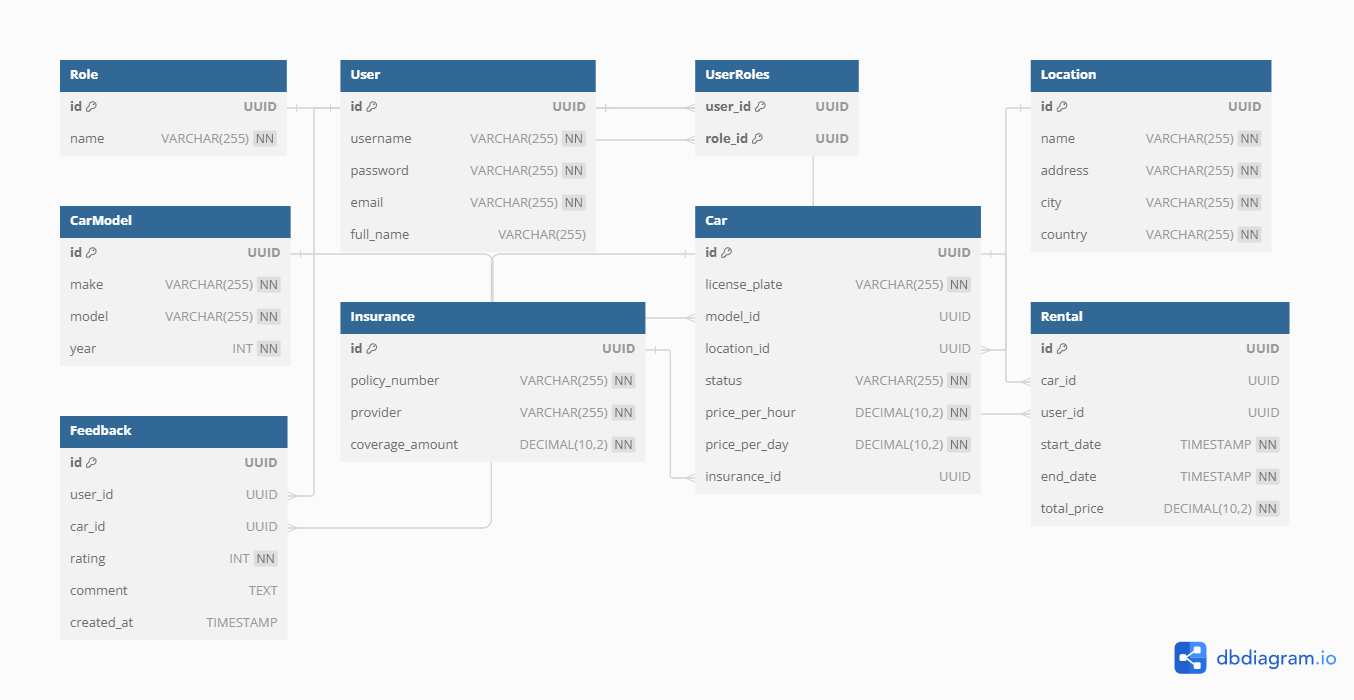 Role
id UUID
name VARCHAR(255) NN
User
id UUID
username VARCHAR(255) NN
password VARCHAR(255) NN
email VARCHAR(255) NN
full_name VARCHAR(255)
UserRoles
user_id UUID
role_id UUID
Location
id UUID
name VARCHAR(255) NN
address VARCHAR(255) NN
city VARCHAR(255) NN
country VARCHAR(255) NN
CarModel
id UUID
make VARCHAR(255) NN
model VARCHAR(255) NN
year INT NN
Insurance
id UUID
policy_number VARCHAR(255) NN
provider VARCHAR(255) NN
coverage_amount DECIMAL(10,2) NN
Car
id UUID
license_plate VARCHAR(255) NN
model_id UUID
location_id UUID
status VARCHAR(255) NN
price_per_hour DECIMAL(10,2) NN
price_per_day DECIMAL(10,2) NN
insurance_id UUID
Rental
id UUID
car_id UUID
user_id UUID
start_date TIMESTAMP NN
end_date TIMESTAMP NN
total_price DECIMAL(10,2) NN
Feedback
id UUID
user_id UUID
car_id UUID
rating INT NN
comment TEXT
created_at TIMESTAMP
dbdiagram.io